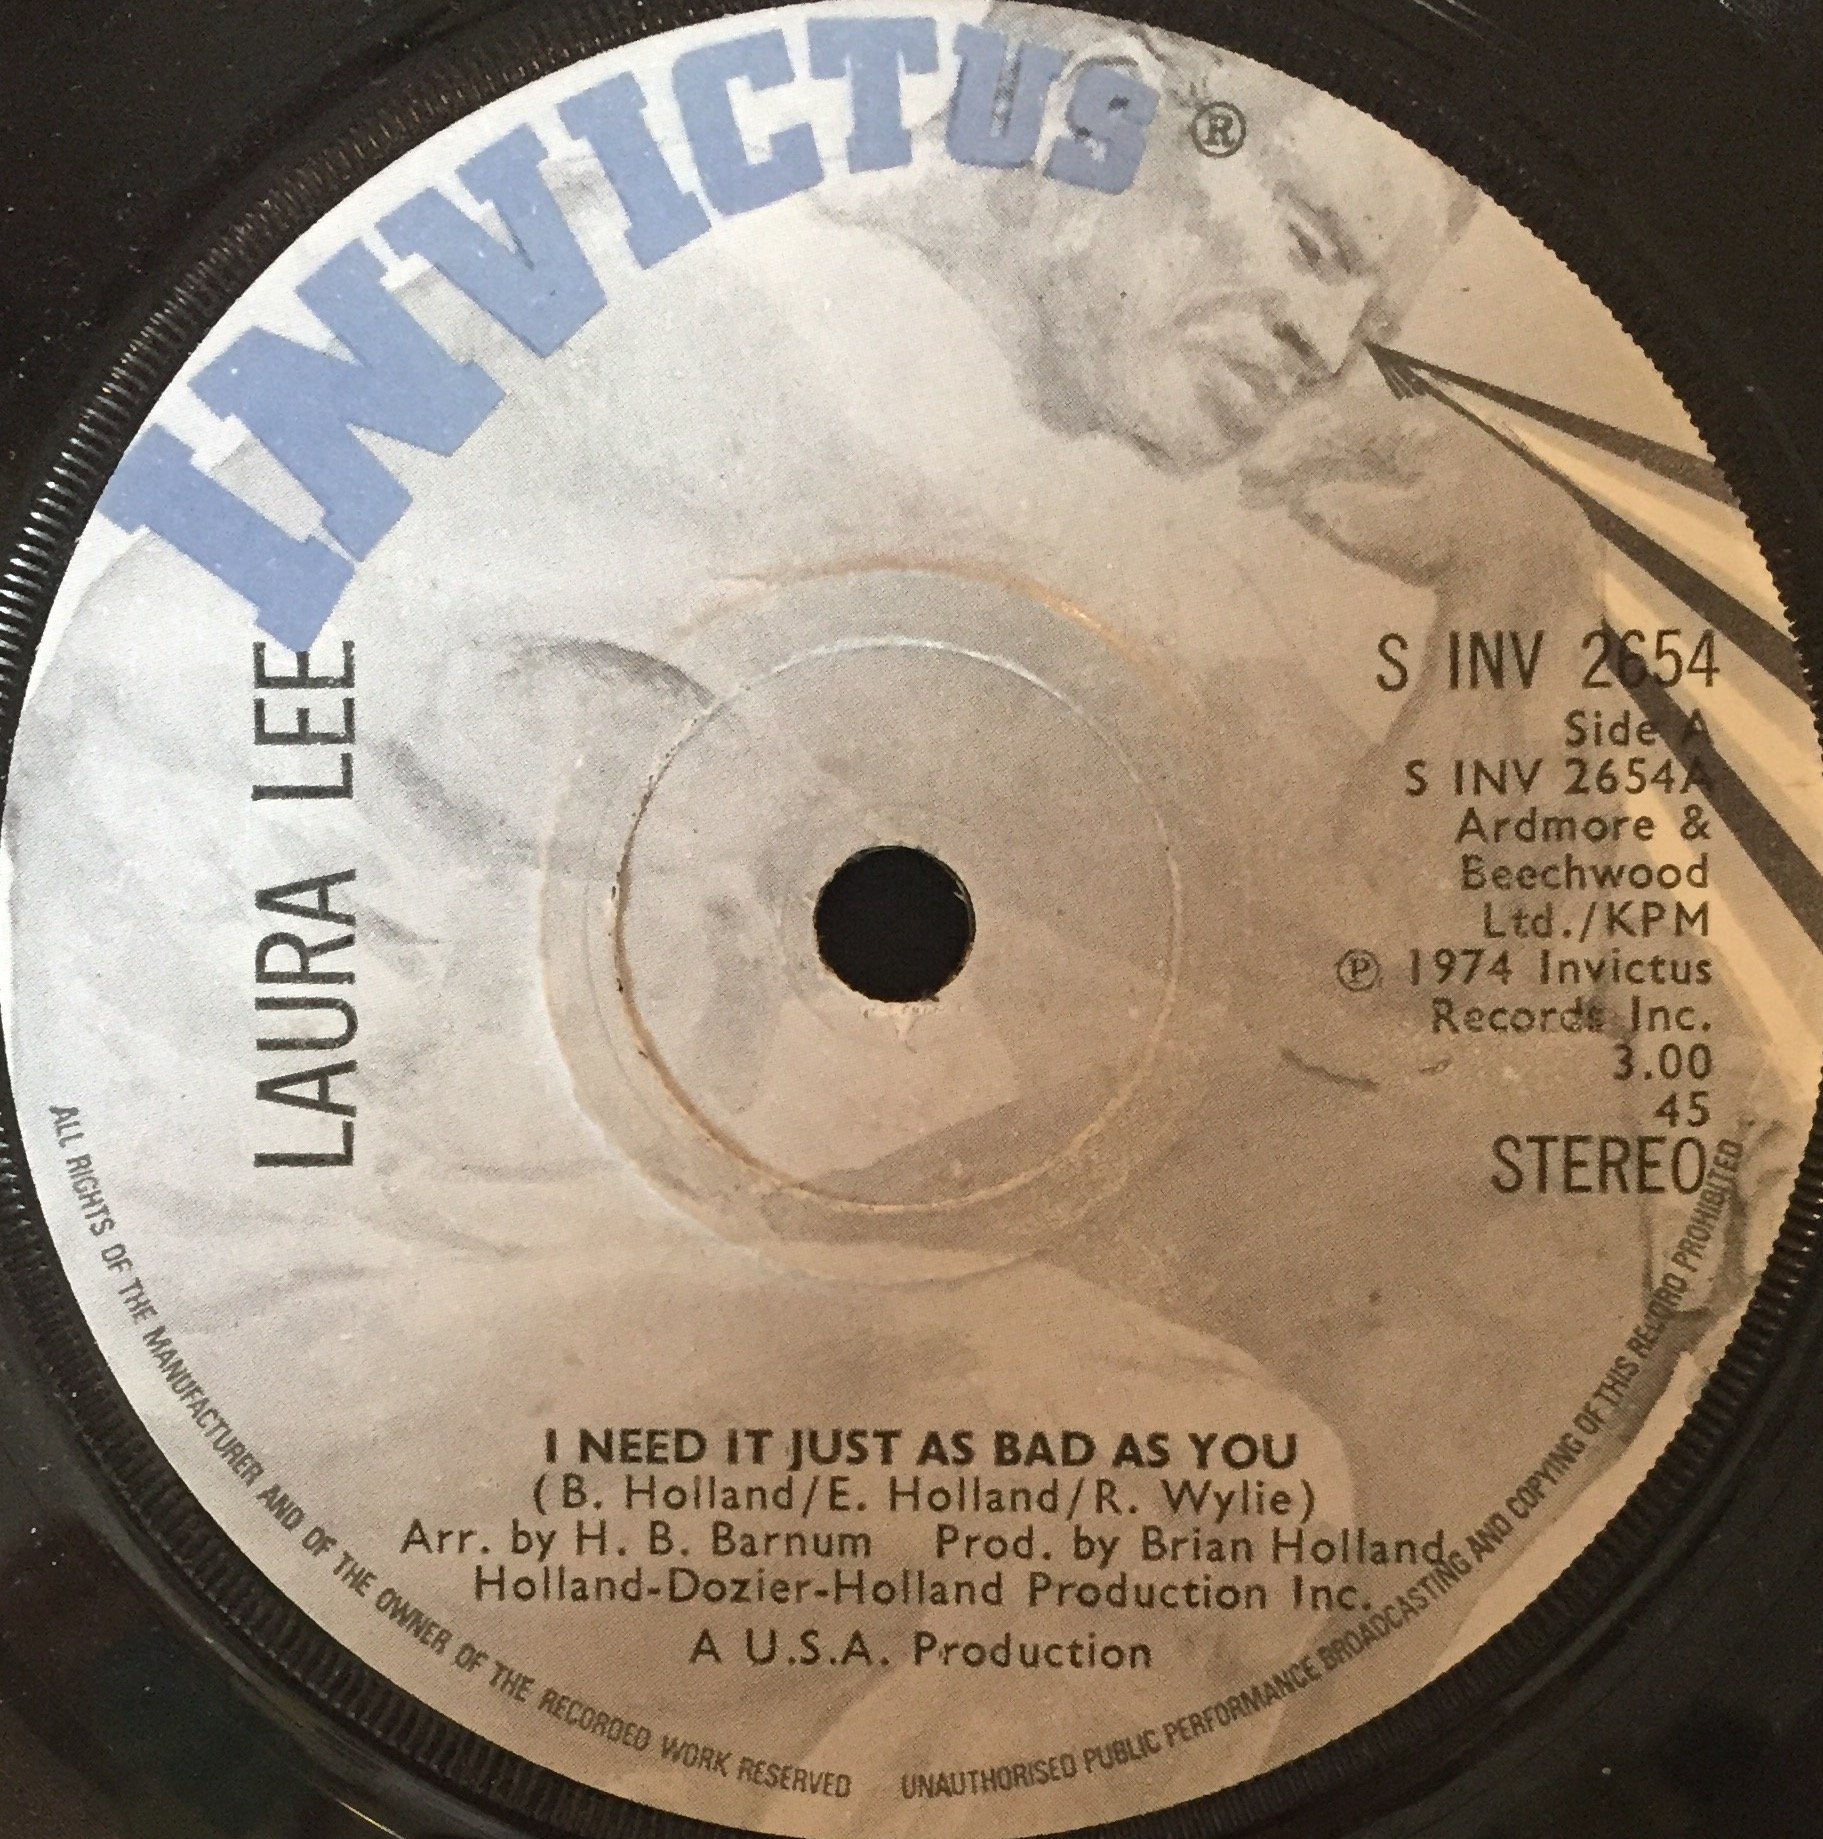 INVICTUS ®
LAURA LEE
S INV 2654
Side A
S INV 2654A
Ardmore &
Beechwood
Ltd./KPM
℗ 1974 Invictus
Records Inc.
3.00
45
STEREO
I NEED IT JUST AS BAD AS YOU
(B. Holland/E. Holland/R. Wylie)
Arr. by H. B. Barnum Prod. by Brian Holland
Holland-Dozier-Holland Production Inc.
A U.S.A. Production
ALL RIGHTS OF THE MANUFACTURER AND OF THE OWNER OF THE RECORDED WORK RESERVED
UNAUTHORISED PUBLIC PERFORMANCE BROADCASTING AND COPYING OF THIS RECORD PROHIBITED